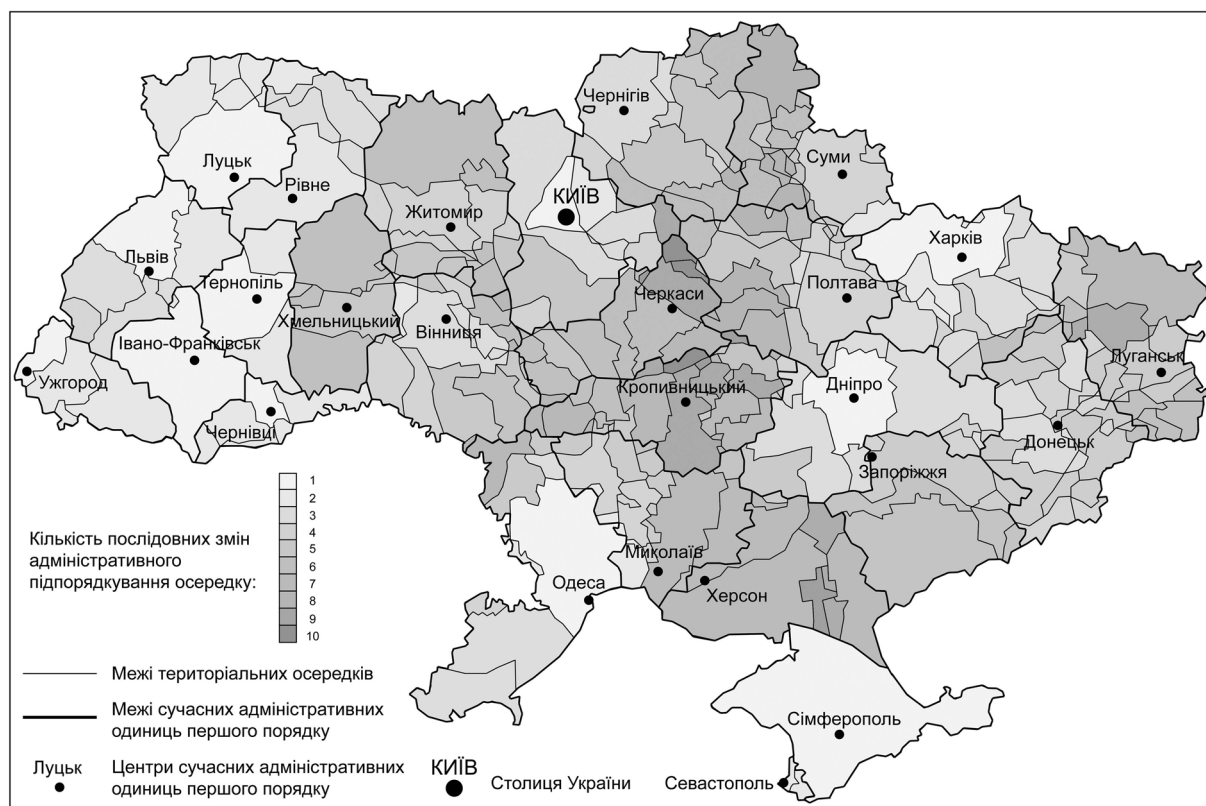 Чернігів
Суми
Луцьк
Рівне
КИЇВ
Житомир
Харків
Львів
Тернопіль
Полтава
Черкаси
Хмельницький
Вінниця
Івано-Франківськ
Луганськ
Ужгород
Кропивницький
Дніпро
Чернівці
Донецьк
Запоріжжя
Миколаїв
Одеса
Херсон
Сімферополь
Севастополь
Кількість послідовних змін
адміністративного
підпорядкування осередку:
1
2
3
4
5
6
7
8
9
10
Межі територіальних осередків
Межі сучасних адміністративних
одиниць першого порядку
Луцьк
Центри сучасних адміністративних
одиниць першого порядку
КИЇВ
Столиця України